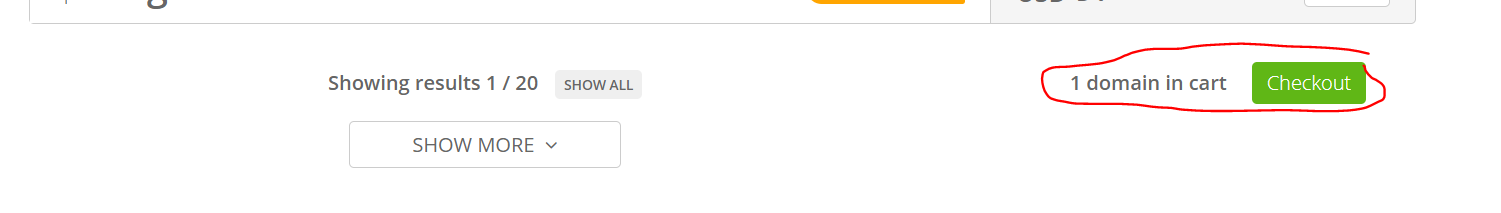 Showing results 1 / 20 SHOW ALL
1 domain in cart Checkout
SHOW MORE